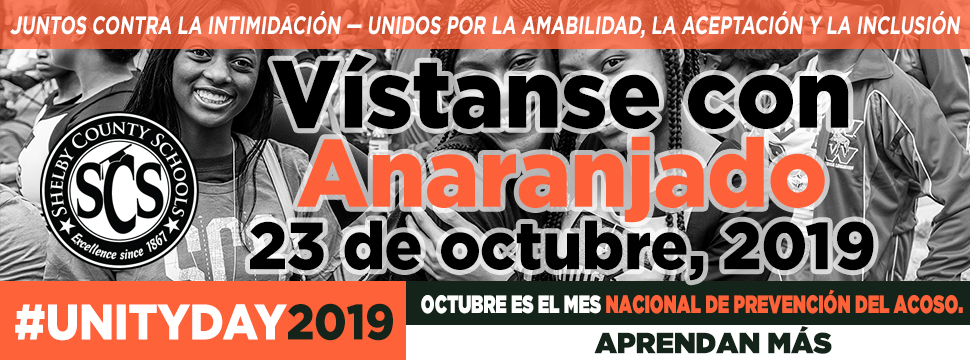 JUNTOS CONTRA LA INTIMIDACIÓN — UNIDOS POR LA AMABILIDAD, LA ACEPTACIÓN Y LA INCLUSIÓN
Vístanse con
Anaranjado
23 de octubre, 2019
SHELBY COUNTY SCHOOLS
SCS
Excellence since 1867
#UNITYDAY2019
OCTUBRE ES EL MES NACIONAL DE PREVENCIÓN DEL ACOSO.
APRENDAN MÁS